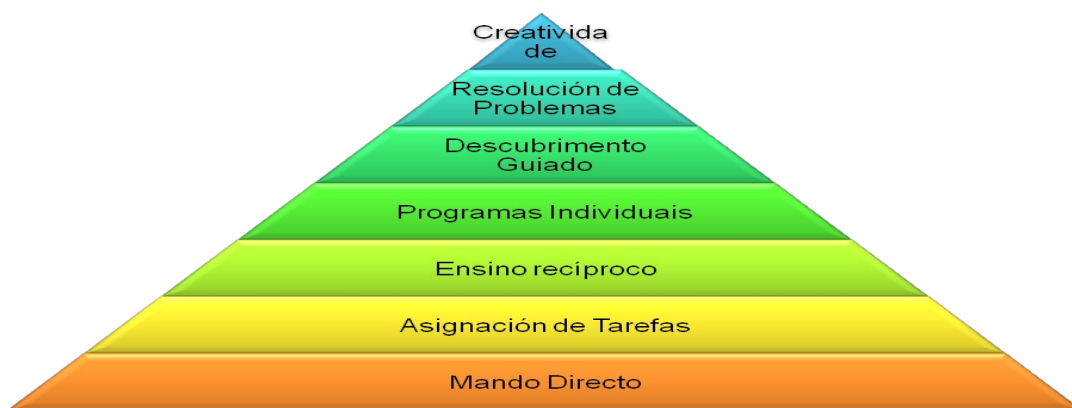 Creativida
de
Resolución de
Problemas
Descubrimento
Guiado
Programas Individuais
Ensino recíproco
Asignación de Tarefas
Mando Directo